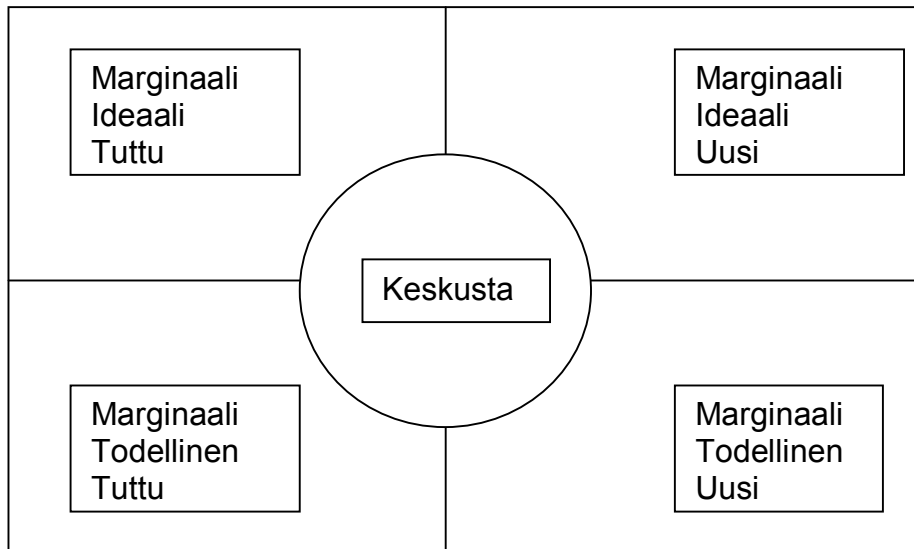 Marginaali
Ideaali
Tuttu
Marginaali
Ideaali
Uusi
Keskusta
Marginaali
Todellinen
Tuttu
Marginaali
Todellinen
Uusi